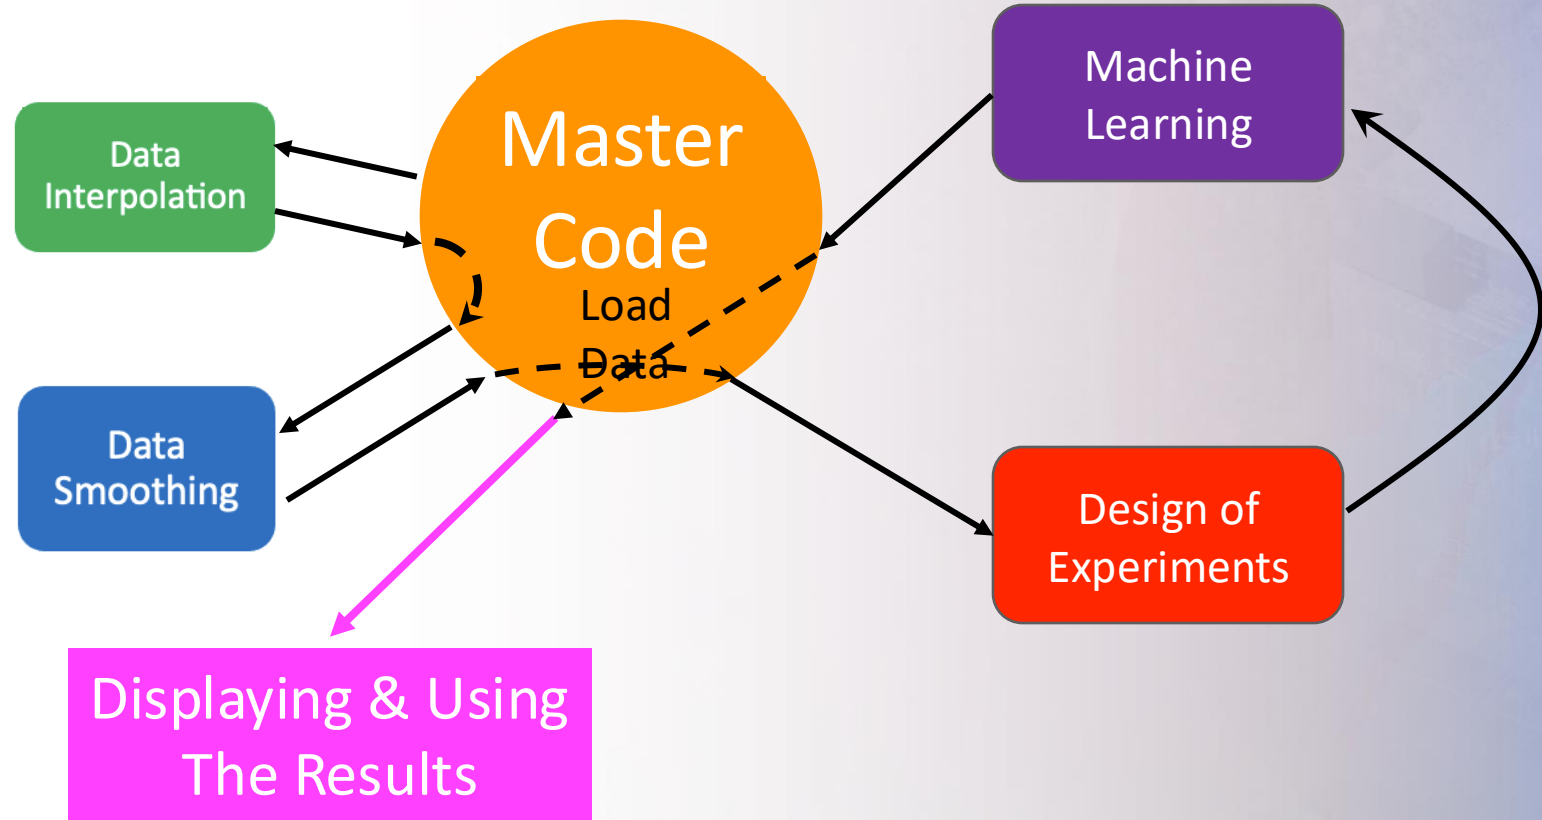 Master
Code
Load
Data
Data
Interpolation
Data
Smoothing
Machine
Learning
Design of
Experiments
Displaying & Using
The Results